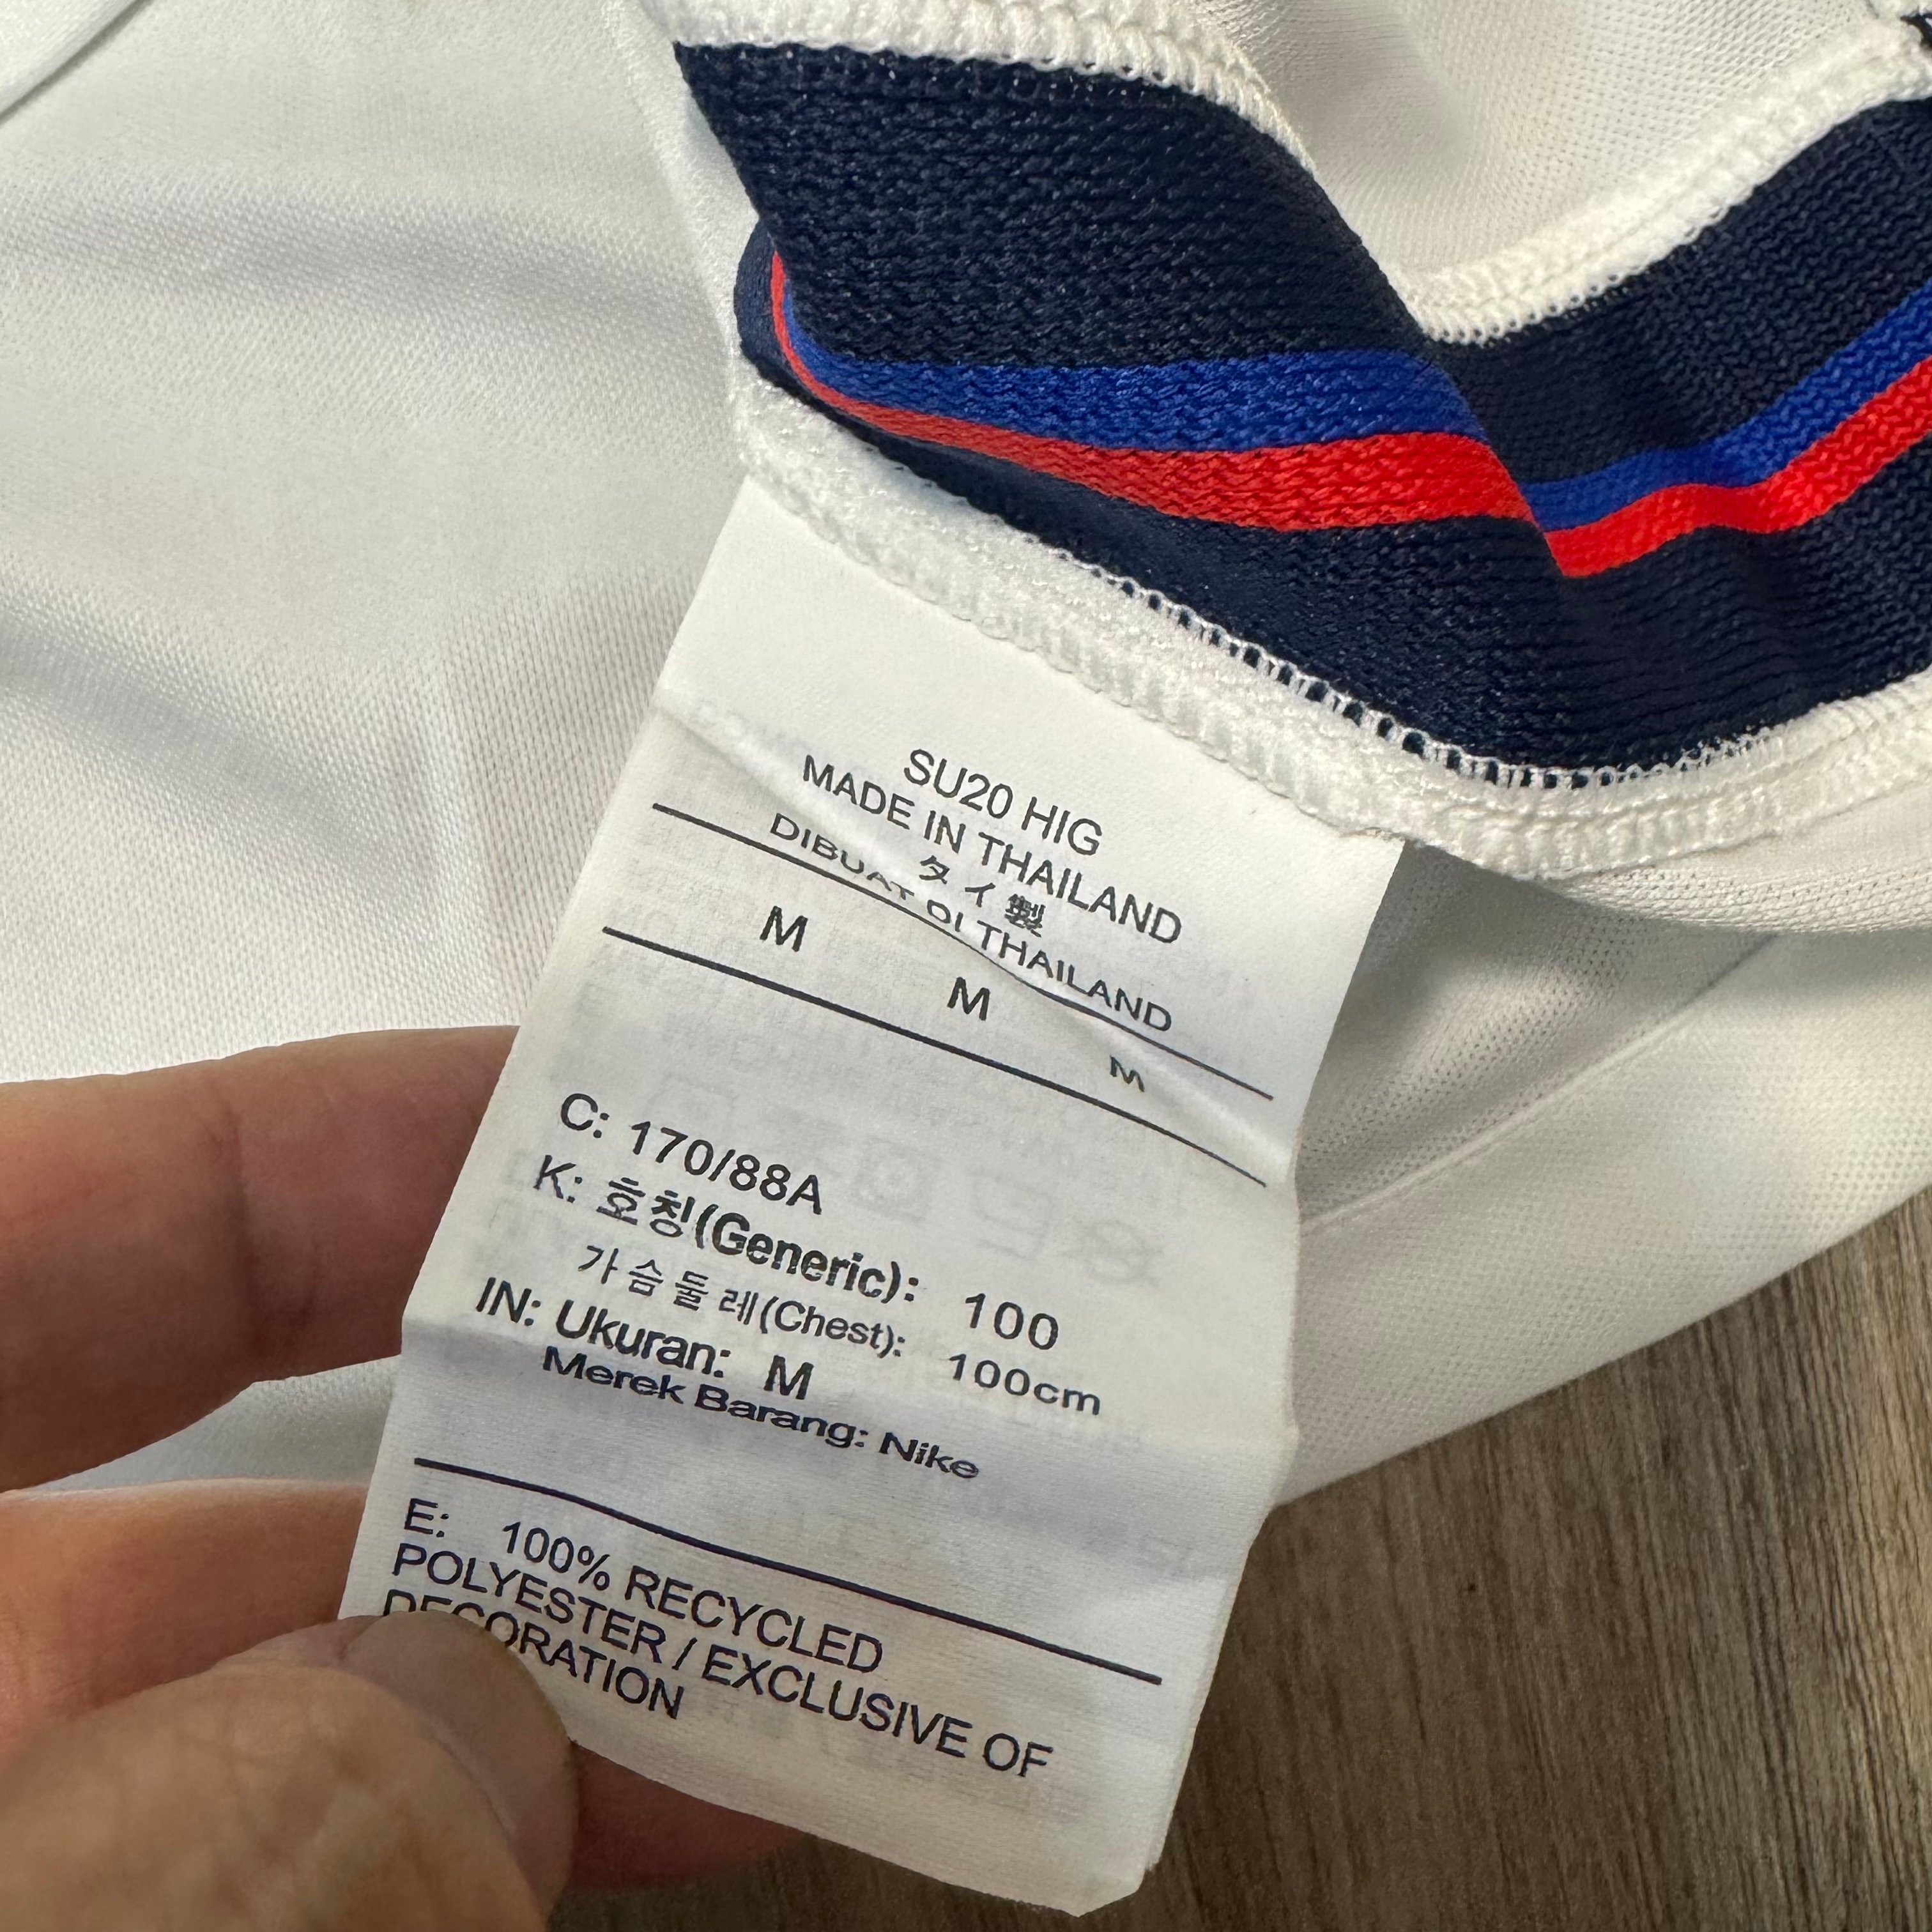 SU20 HIG
MADE IN THAILAND
タイ製
DIBUAT DI THAILAND
M M M
C: 170/88A
K: 호칭(Generic): 100
가슴둘레(Chest): 100cm
IN: Ukuran: M
Merek Barang: Nike
E: 100% RECYCLED
POLYESTER / EXCLUSIVE OF
DECORATION